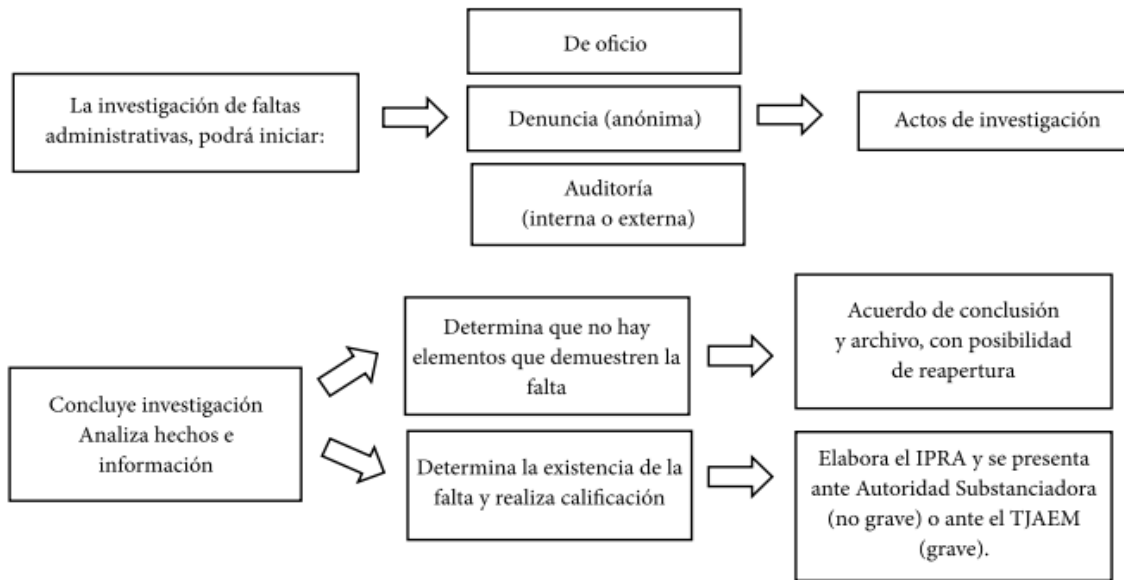 La investigación de faltas
administrativas, podrá iniciar:
De oficio
Denuncia (anónima)
Auditoría
(interna o externa)
Actos de investigación
Concluye investigación
Analiza hechos e
información
Determina que no hay
elementos que demuestren la
falta
Acuerdo de conclusión
y archivo, con posibilidad
de reapertura
Determina la existencia de la
falta y realiza calificación
Elabora el IPRA y se presenta
ante Autoridad Substanciadora
(no grave) o ante el TJAEM
(grave).